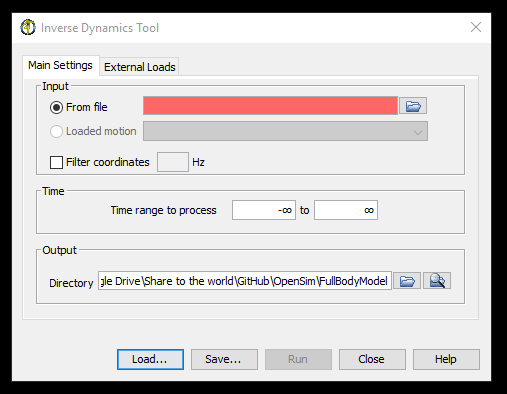 Inverse Dynamics Tool
Main Settings External Loads
Input
From file
Loaded motion
Filter coordinates Hz
Time
Time range to process -∞ to ∞
Output
Directory gle Drive\Share to the world\GitHub\OpenSim\FullBodyModel
Load... Save... Run Close Help